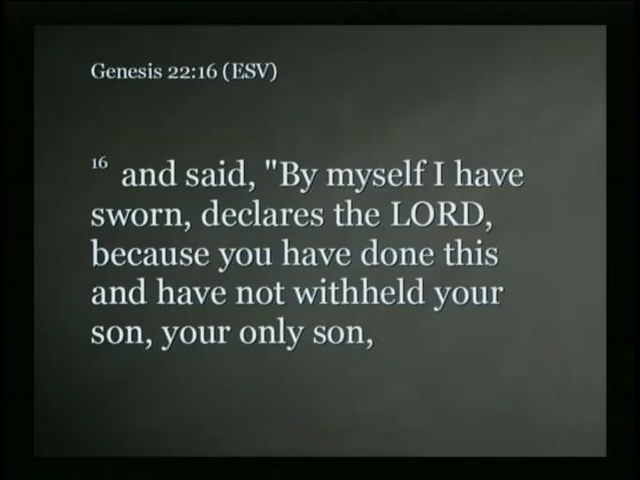 Genesis 22:16 (ESV)
16 and said, "By myself I have
sworn, declares the LORD,
because you have done this
and have not withheld your
son, your only son,